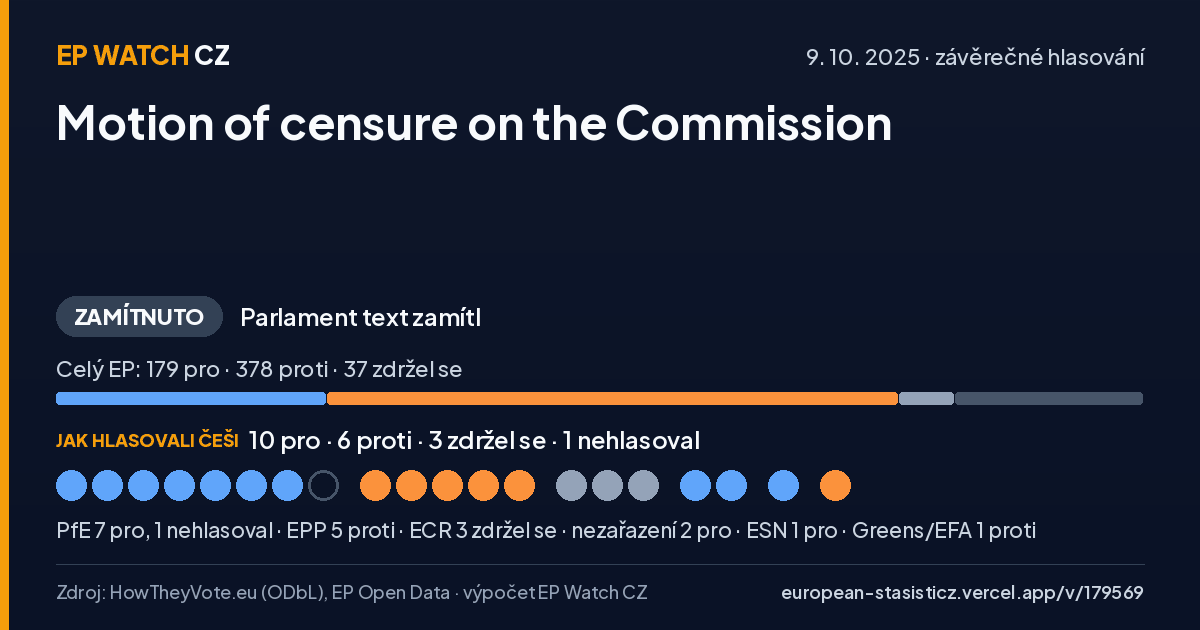 EP WATCH CZ
9. 10. 2025 · závěrečné hlasování
Motion of censure on the Commission
ZAMÍTNUTO
Parlament text zamítl
Celý EP: 179 pro · 378 proti · 37 zdržel se
JAK HLASOVALI ČEŠI 10 pro · 6 proti · 3 zdržel se · 1 nehlasoval
PfE 7 pro, 1 nehlasoval · EPP 5 proti · ECR 3 zdržel se · nezařazení 2 pro · ESN 1 pro · Greens/EFA 1 proti
Zdroj: HowTheyVote.eu (ODbL), EP Open Data · výpočet EP Watch CZ
european-stasisticz.vercel.app/v/179569